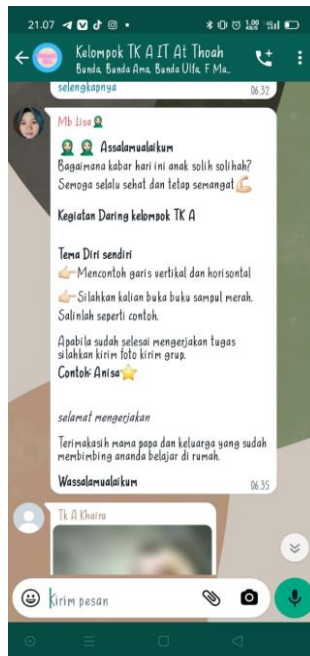 21.07
1,00
51
Kelompok TK A IT At Thoah
Bunda, Bunda Ama, Bunda Ulfa, F Ma...
selengkapnya
06.32
Mb Lisa
Assalamualaikum
Bagaimana kabar hari ini anak solih solihah?
Semoga selalu sehat dan tetap semangat💪🏻
Kegiatan Daring kelompok TK A
Tema Diri sendiri
👉🏻Mencontoh garis vertikal dan horisontal
👉🏻Silahkan kalian buka buku sampul merah.
Salinlah seperti contoh.
Apabila sudah selesai mengerjakan tugas
silahkan kirim foto kirim grup.
Contoh: Anisa⭐
selamat mengerjakan
Terimakasih mama papa dan keluarga yang sudah
membimbing ananda belajar di rumah.
Wassalamualaikum
06.35
Tk A Khaira
Kirim pesan